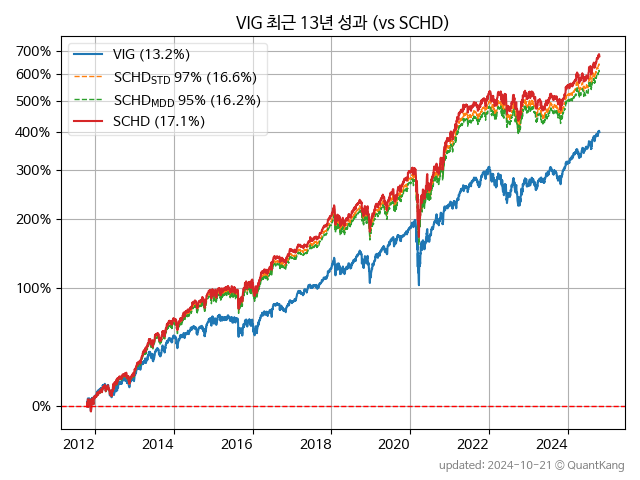 VIG 최근 13년 성과 (vs SCHD)
700%
600%
500%
400%
300%
200%
100%
0%
VIG (13.2%)
SCHD_STD 97% (16.6%)
SCHD_MDD 95% (16.2%)
SCHD (17.1%)
2012 2014 2016 2018 2020 2022 2024
updated: 2024-10-21 © QuantKang